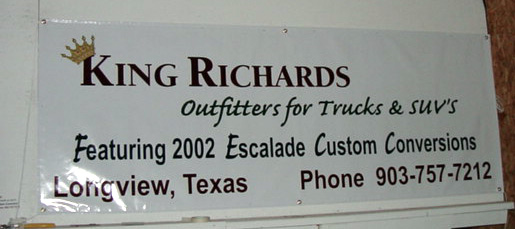 KING RICHARDS
Outfitters for Trucks & SUV'S
Featuring 2002 Escalade Custom Conversions
Longview, Texas Phone 903-757-7212